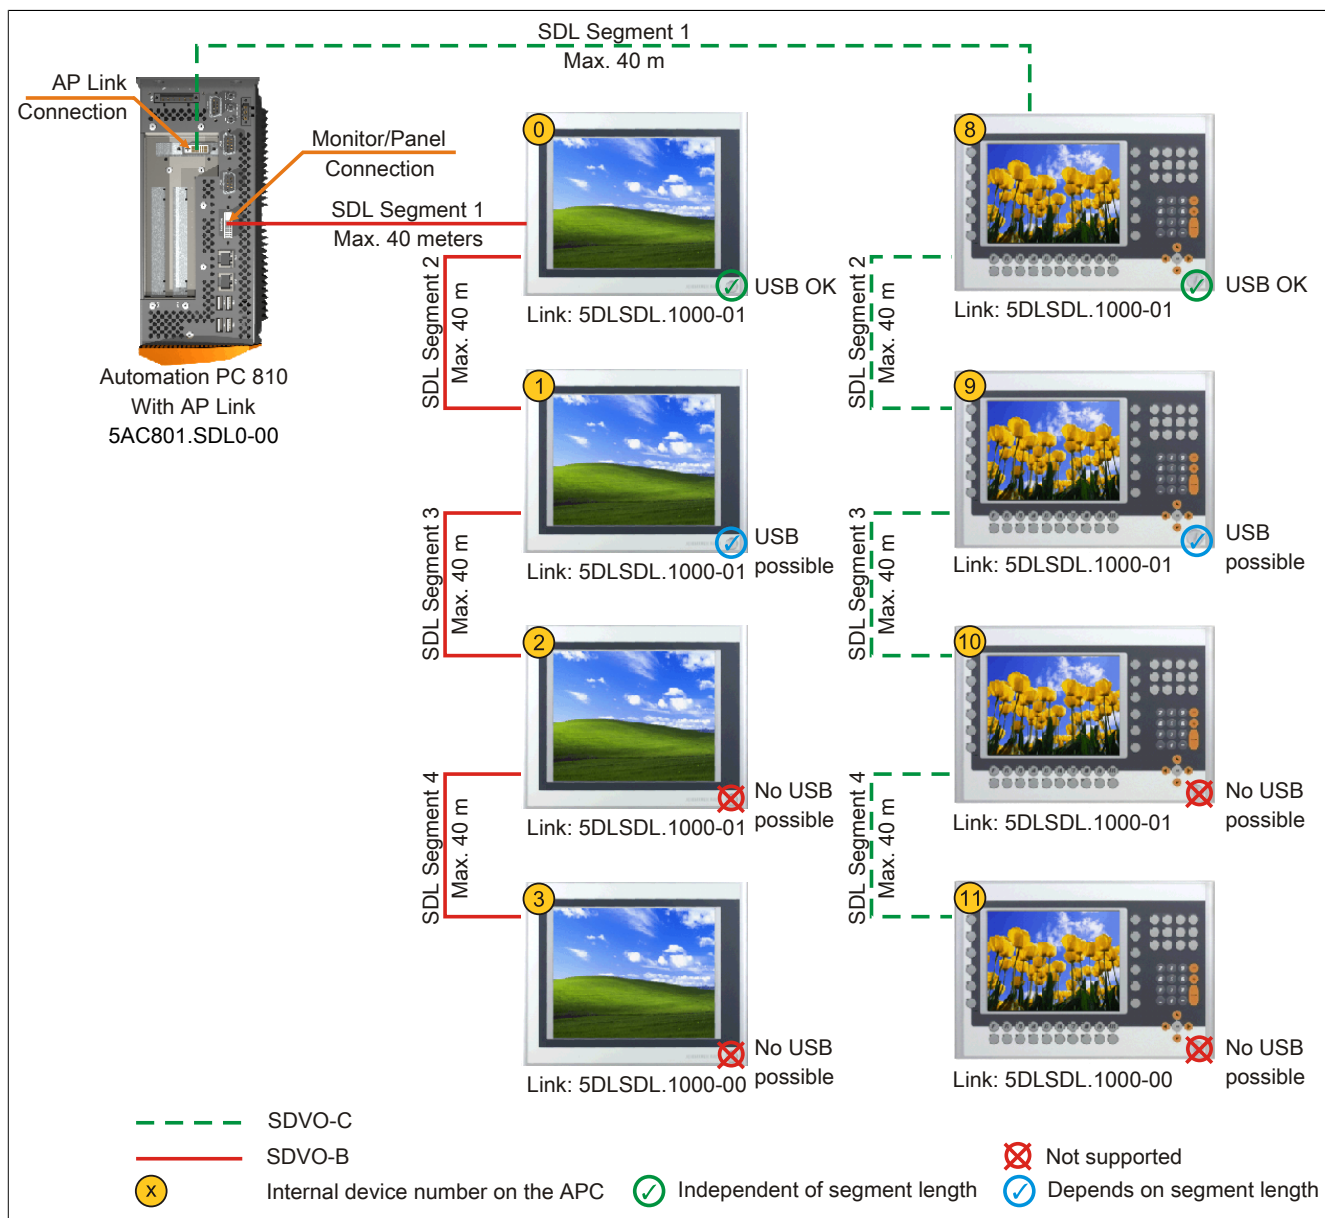 SDL Segment 1
Max. 40 m
AP Link
Connection
Monitor/Panel
Connection
SDL Segment 1
Max. 40 meters
Automation PC 810
With AP Link
5AC801.SDL0-00
0
USB OK
Link: 5DLSDL.1000-01
SDL Segment 2
Max. 40 m
1
USB
possible
Link: 5DLSDL.1000-01
SDL Segment 3
Max. 40 m
2
No USB
possible
Link: 5DLSDL.1000-01
SDL Segment 4
Max. 40 m
3
No USB
possible
Link: 5DLSDL.1000-00
8
USB OK
Link: 5DLSDL.1000-01
SDL Segment 2
Max. 40 m
9
USB
possible
Link: 5DLSDL.1000-01
SDL Segment 3
Max. 40 m
10
No USB
possible
Link: 5DLSDL.1000-01
SDL Segment 4
Max. 40 m
11
No USB
possible
Link: 5DLSDL.1000-00
SDVO-C
SDVO-B
Not supported
x
Internal device number on the APC
Independent of segment length
Depends on segment length